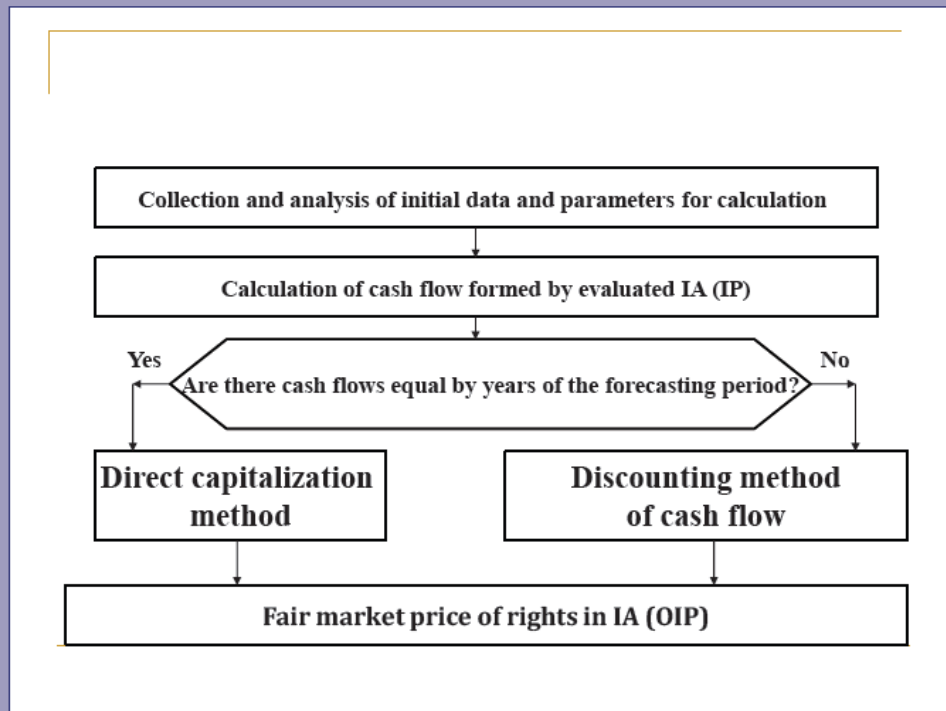 Collection and analysis of initial data and parameters for calculation
Calculation of cash flow formed by evaluated IA (IP)
Yes
No
Are there cash flows equal by years of the forecasting period?
Direct capitalization
method
Discounting method
of cash flow
Fair market price of rights in IA (OIP)